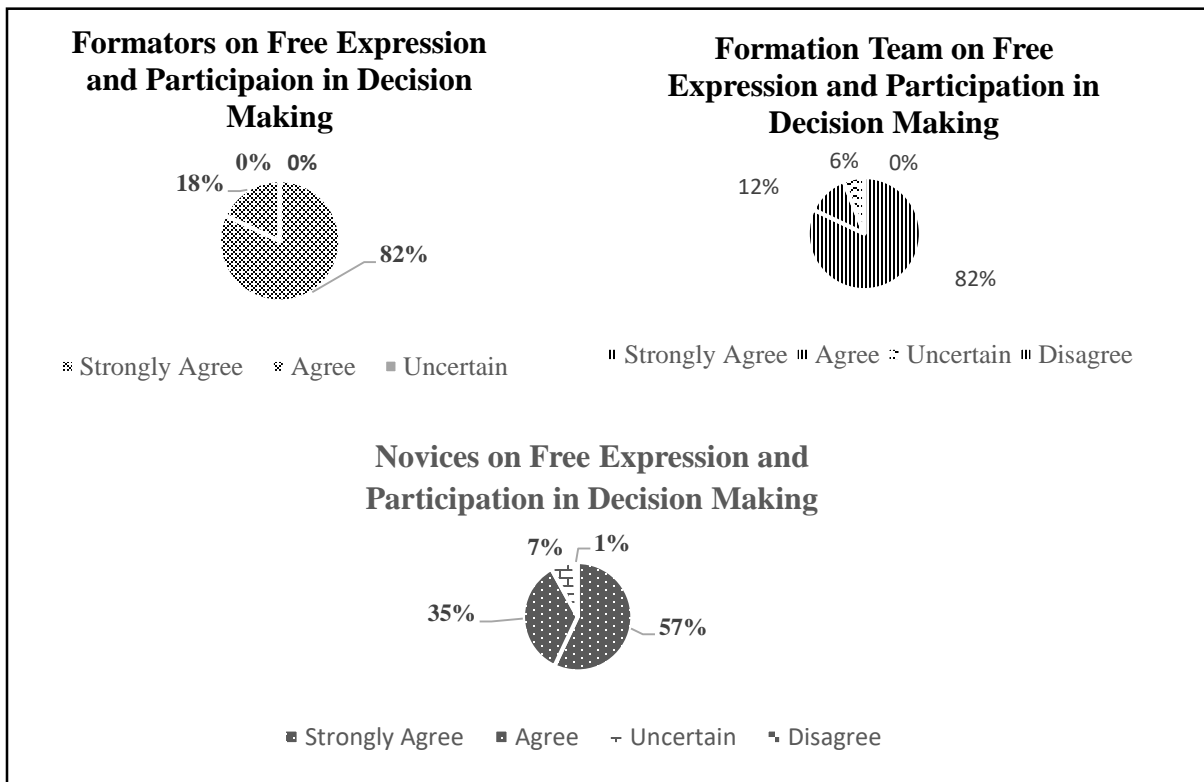 Formators on Free Expression
and Participaion in Decision
Making
0% 0%
18%
82%
Strongly Agree Agree Uncertain
Formation Team on Free
Expression and Participation in
Decision Making
6% 0%
12%
82%
Strongly Agree Agree Uncertain Disagree
Novices on Free Expression and
Participation in Decision Making
7% 1%
35%
57%
Strongly Agree Agree Uncertain Disagree